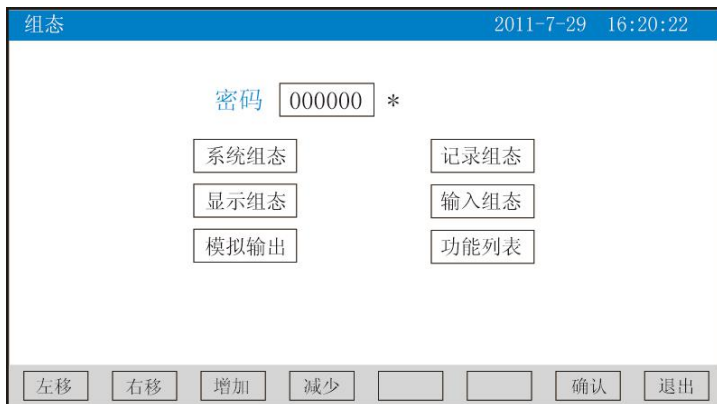 组态 2011-7-29 16:20:22
密码 000000 *
系统组态 记录组态
显示组态 输入组态
模拟输出 功能列表
左移 右移 增加 减少 确认 退出